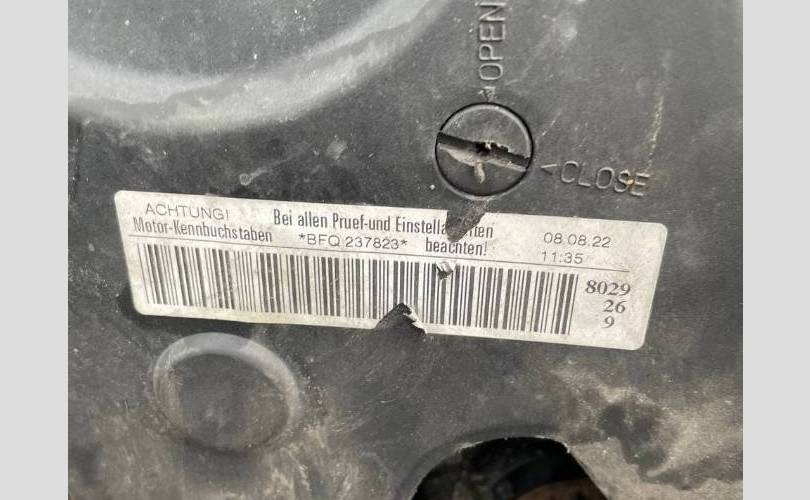 OPEN
<CLOSE
ACHTUNG! Bei allen Pruef-und 08.08.22
Motor-Kennbuchstaben *BFQ 237823* beachten! 11:35
8029
26
9